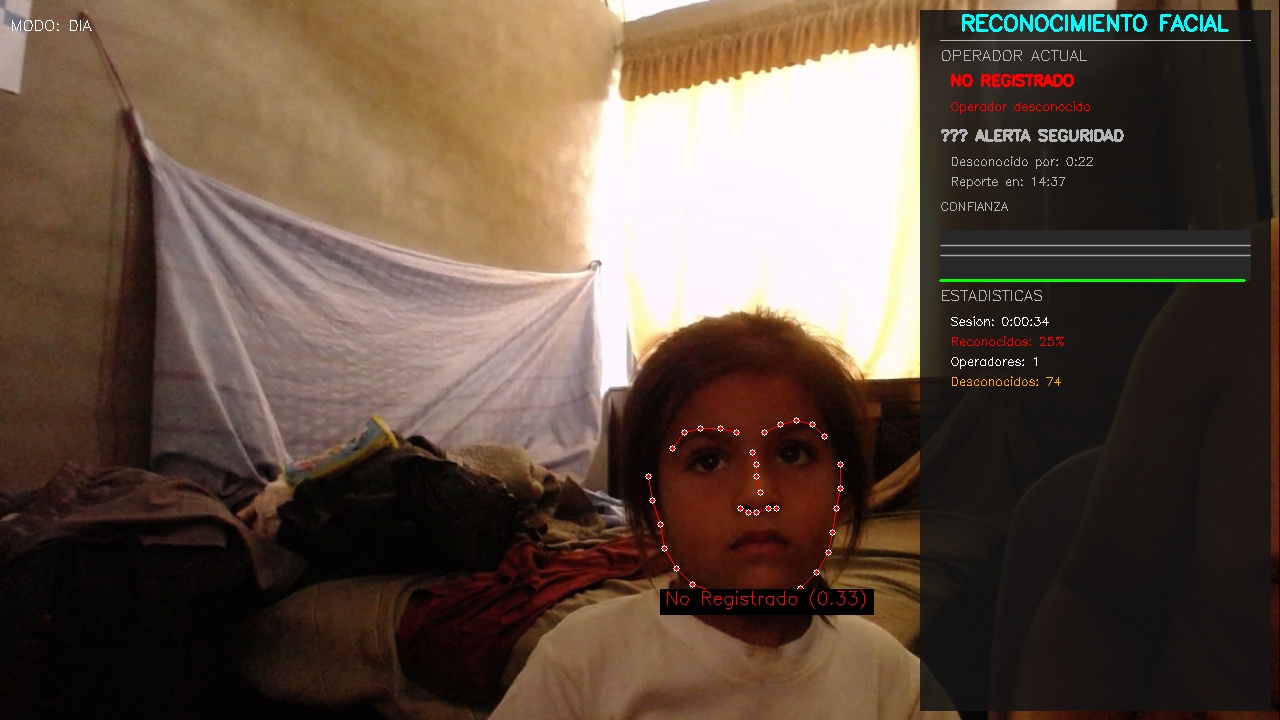 MODO: DIA
RECONOCIMIENTO FACIAL
OPERADOR ACTUAL
NO REGISTRADO
Operador desconocido
??? ALERTA SEGURIDAD
Desconocido por: 0:22
Reporte en: 14:37
CONFIANZA
ESTADISTICAS
Sesion: 0:00:34
Reconocidos: 25%
Operadores: 1
Desconocidos: 74
No Registrado (0.33)